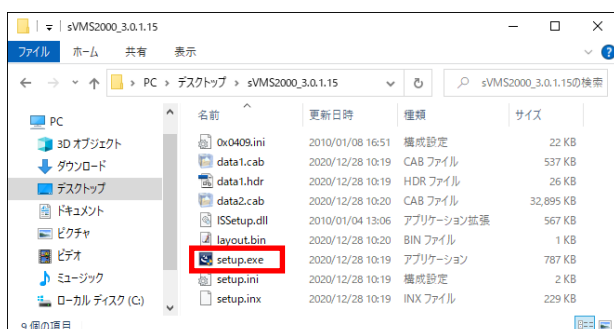 sVMS2000_3.0.1.15
ファイル ホーム 共有 表示
PC > デスクトップ > sVMS2000_3.0.1.15 sVMS2000_3.0.1.15の検索
PC
3D オブジェクト
ダウンロード
デスクトップ
ドキュメント
ピクチャ
ビデオ
ミュージック
ローカル ディスク (C:)
名前 更新日時 種類 サイズ
0x0409.ini 2010/01/08 16:51 構成設定 22 KB
data1.cab 2020/12/28 10:19 CAB ファイル 537 KB
data1.hdr 2020/12/28 10:19 HDR ファイル 26 KB
data2.cab 2020/12/28 10:20 CAB ファイル 32,895 KB
ISSetup.dll 2010/01/04 13:06 アプリケーション拡張 567 KB
layout.bin 2020/12/28 10:20 BIN ファイル 1 KB
setup.exe 2020/12/28 10:19 アプリケーション 787 KB
setup.ini 2020/12/28 10:19 構成設定 2 KB
setup.inx 2020/12/28 10:19 INX ファイル 229 KB
9 個の項目